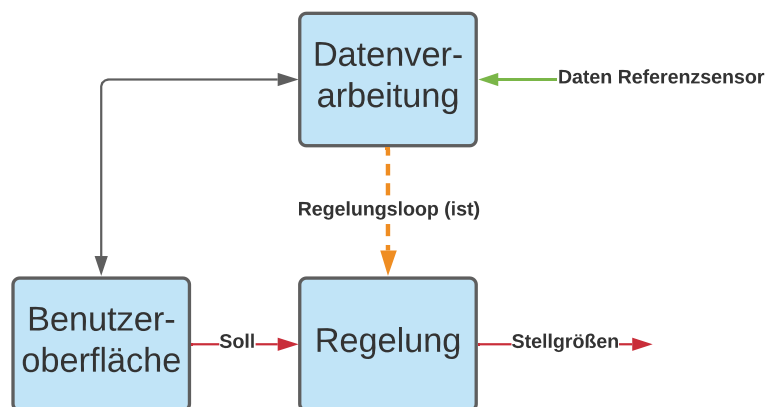 Datenver-
arbeitung
Daten Referenzsensor
Regelungsloop (ist)
Benutzer-
oberfläche
Soll
Regelung
Stellgrößen